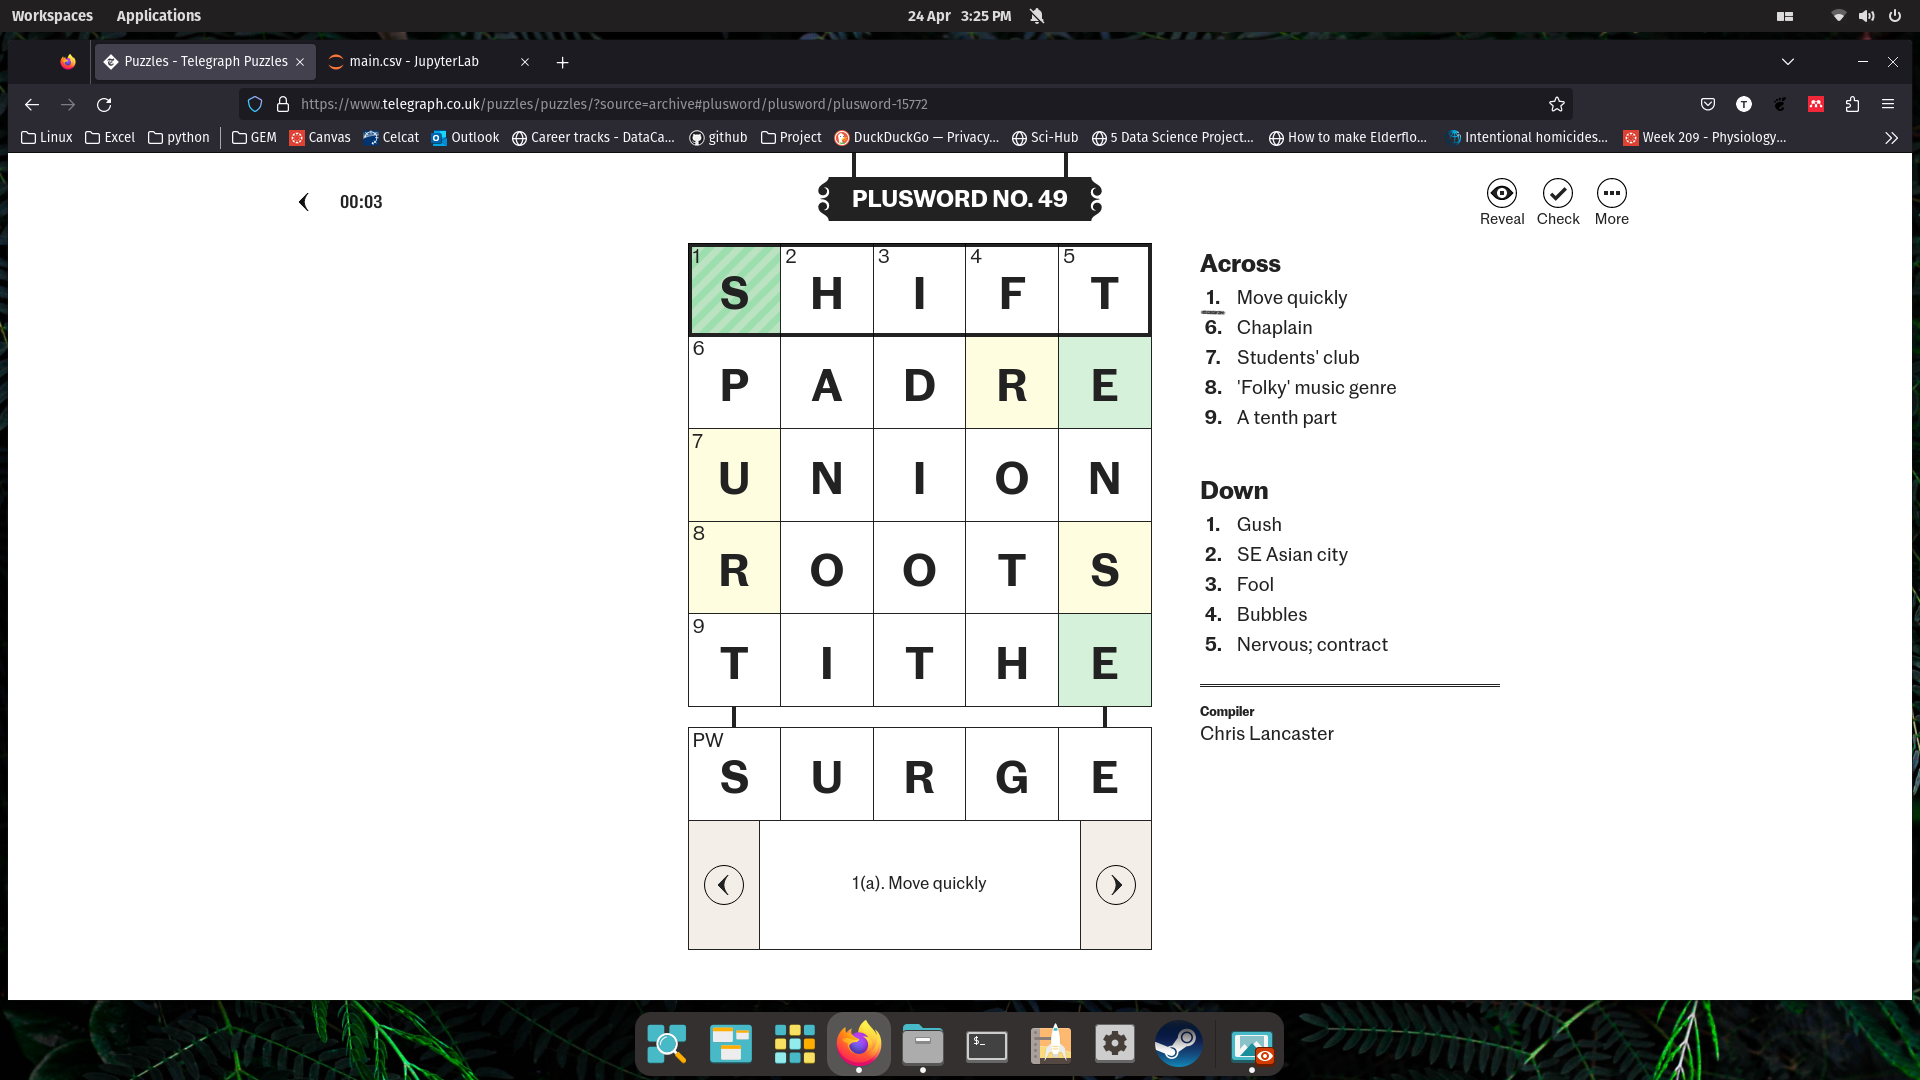 Workspaces Applications 24 Apr 3:25 PM
Puzzles - Telegraph Puzzles main.csv - JupyterLab
https://www.telegraph.co.uk/puzzles/puzzles/?source=archive#plusword/plusword/plusword-15772
Linux Excel python GEM Canvas Celcat Outlook Career tracks - DataCa... github Project DuckDuckGo — Privacy... Sci-Hub 5 Data Science Project... How to make Elderflo... Intentional homicides... Week 209 - Physiology...
00:03
PLUSWORD NO. 49
Reveal Check More
1 S 2 H 3 I 4 F 5 T
6 P A D R E
7 U N I O N
8 R O O T S
9 T I T H E
PW S U R G E
1(a). Move quickly
Across
1. Move quickly
6. Chaplain
7. Students' club
8. 'Folky' music genre
9. A tenth part
Down
1. Gush
2. SE Asian city
3. Fool
4. Bubbles
5. Nervous; contract
Compiler
Chris Lancaster